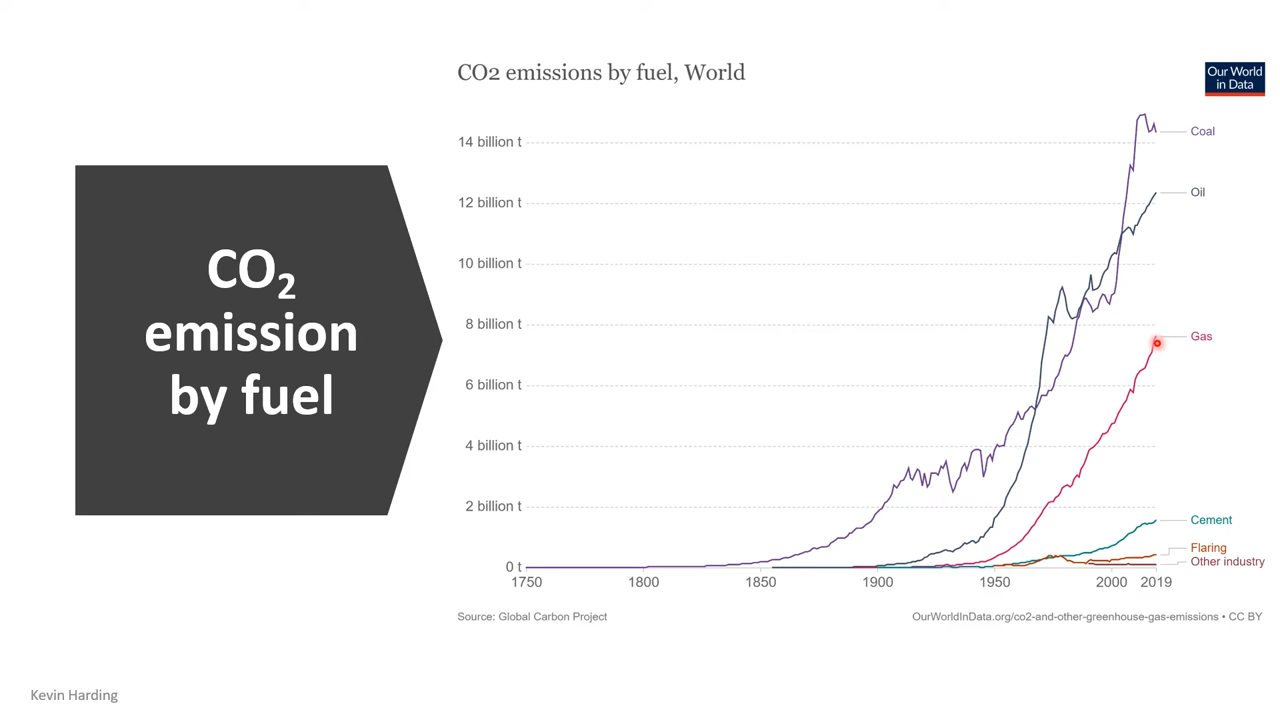 CO2 emissions by fuel, World
Our World
in Data
CO₂
emission
by fuel
14 billion t
12 billion t
10 billion t
8 billion t
6 billion t
4 billion t
2 billion t
0 t
1750
1800
1850
1900
1950
2000
2019
Coal
Oil
Gas
Cement
Flaring
Other industry
Source: Global Carbon Project
OurWorldInData.org/co2-and-other-greenhouse-gas-emissions • CC BY
Kevin Harding